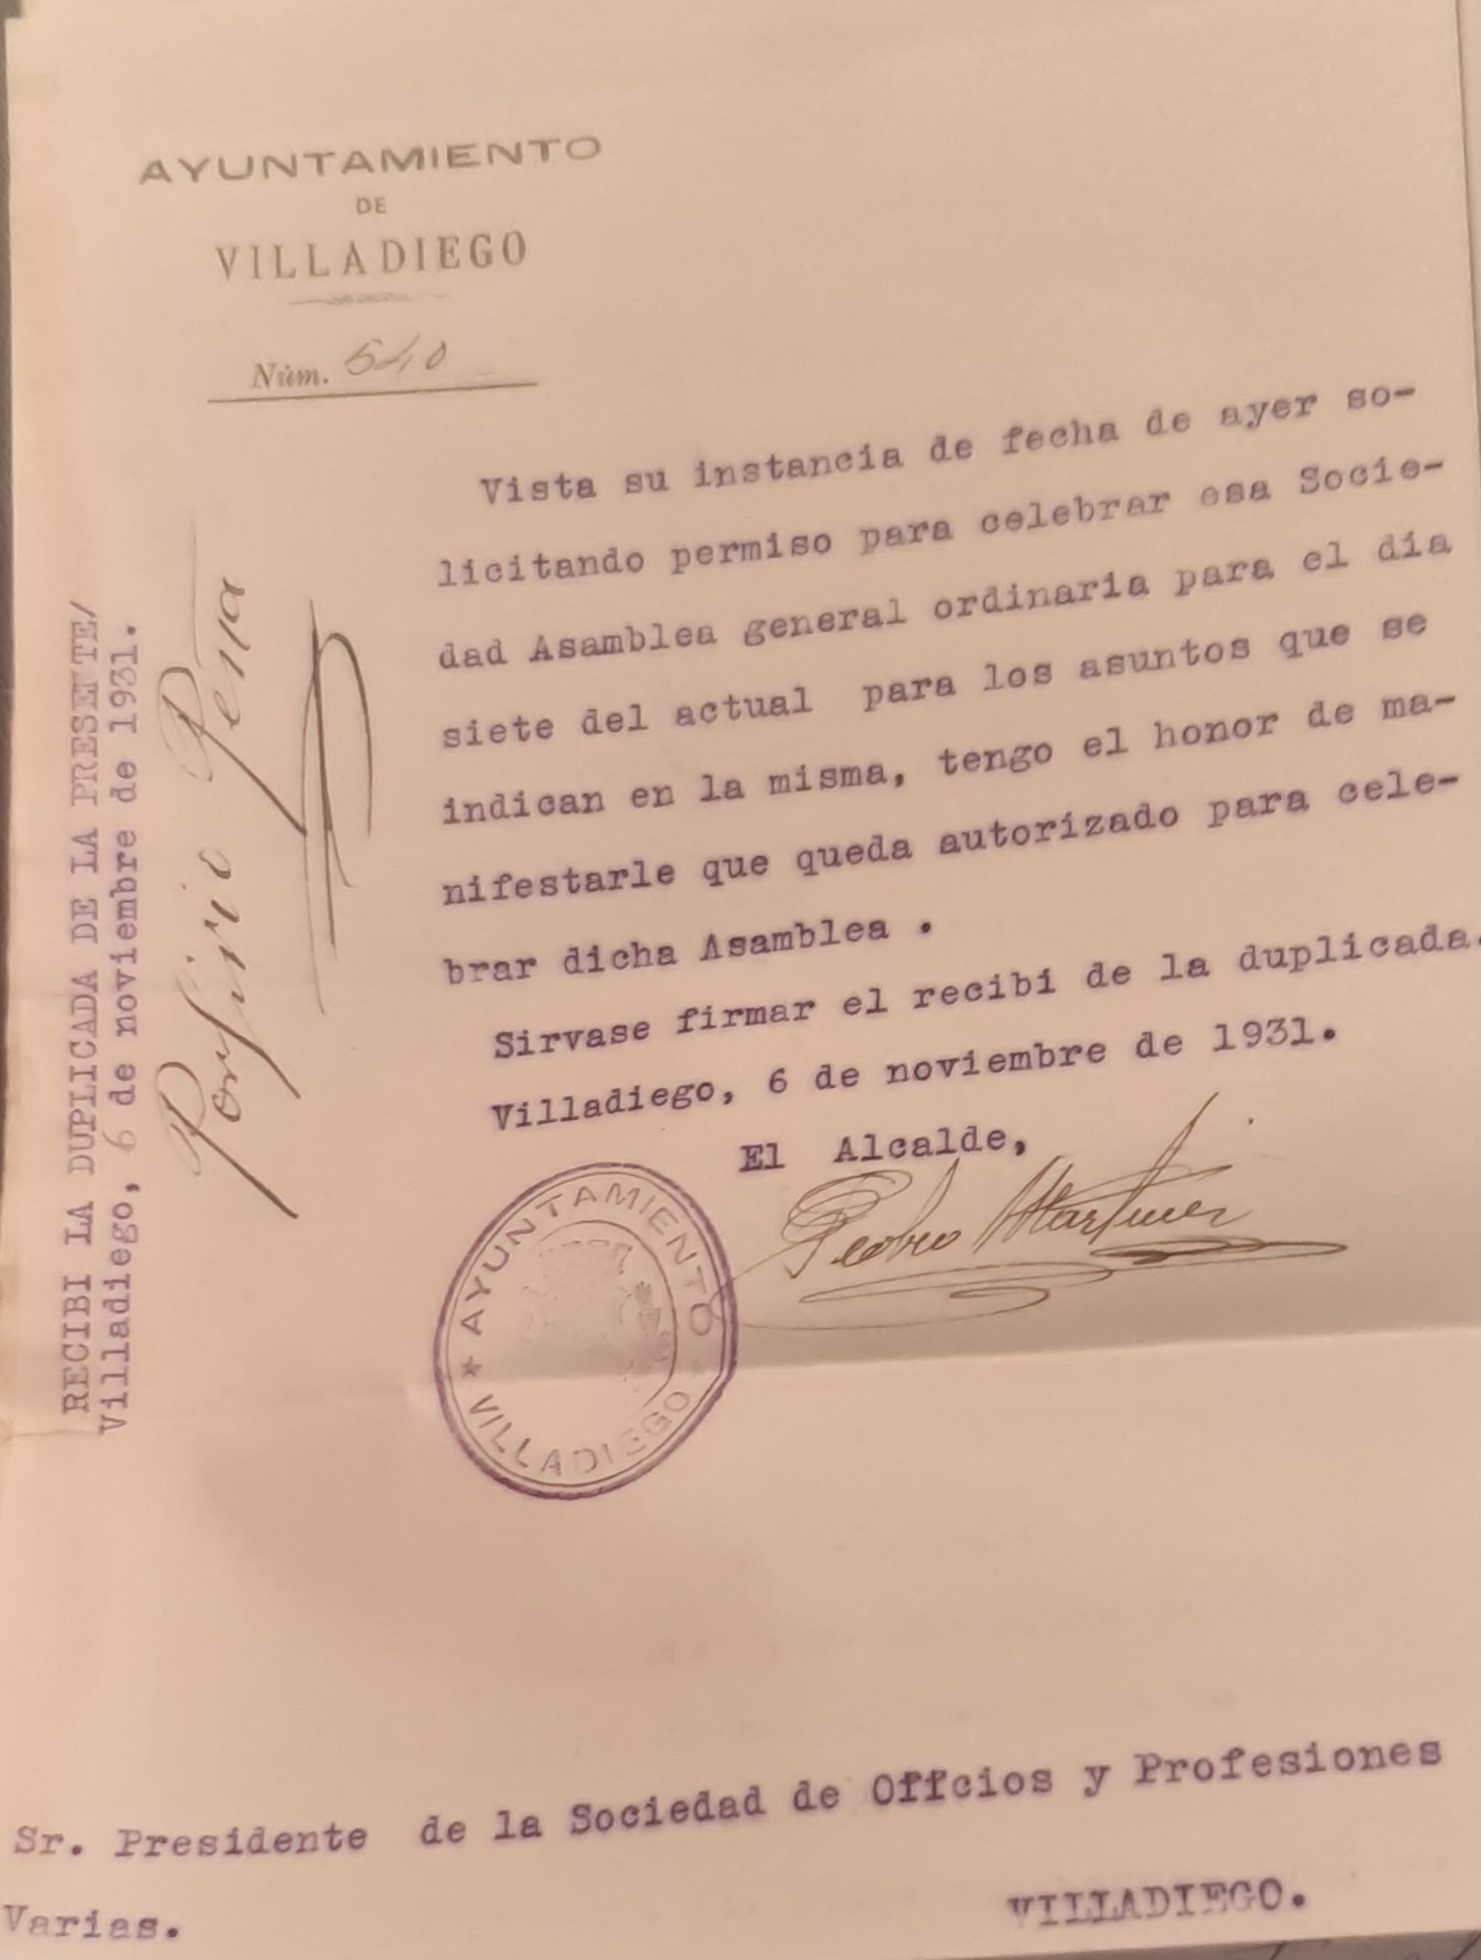 AYUNTAMIENTO
DE
VILLADIEGO
Núm. 540
Vista su instancia de fecha de ayer so-
licitando permiso para celebrar esa Socie-
dad Asamblea general ordinaria para el día
siete del actual para los asuntos que se
indican en la misma, tengo el honor de ma-
nifestarle que queda autorizado para cele-
brar dicha Asamblea .
Sirvase firmar el recibí de la duplicada.
Villadiego, 6 de noviembre de 1931.
El Alcalde,
Pedro Martinez
AYUNTAMIENTO
* VILLADIEGO
RECIBI LA DUPLICADA DE LA PRESENTE/
Villadiego, 6 de noviembre de 1931.
Porfirio Pena
Sr. Presidente de la Sociedad de Offcios y Profesiones
Varias.
VILLADIEGO.